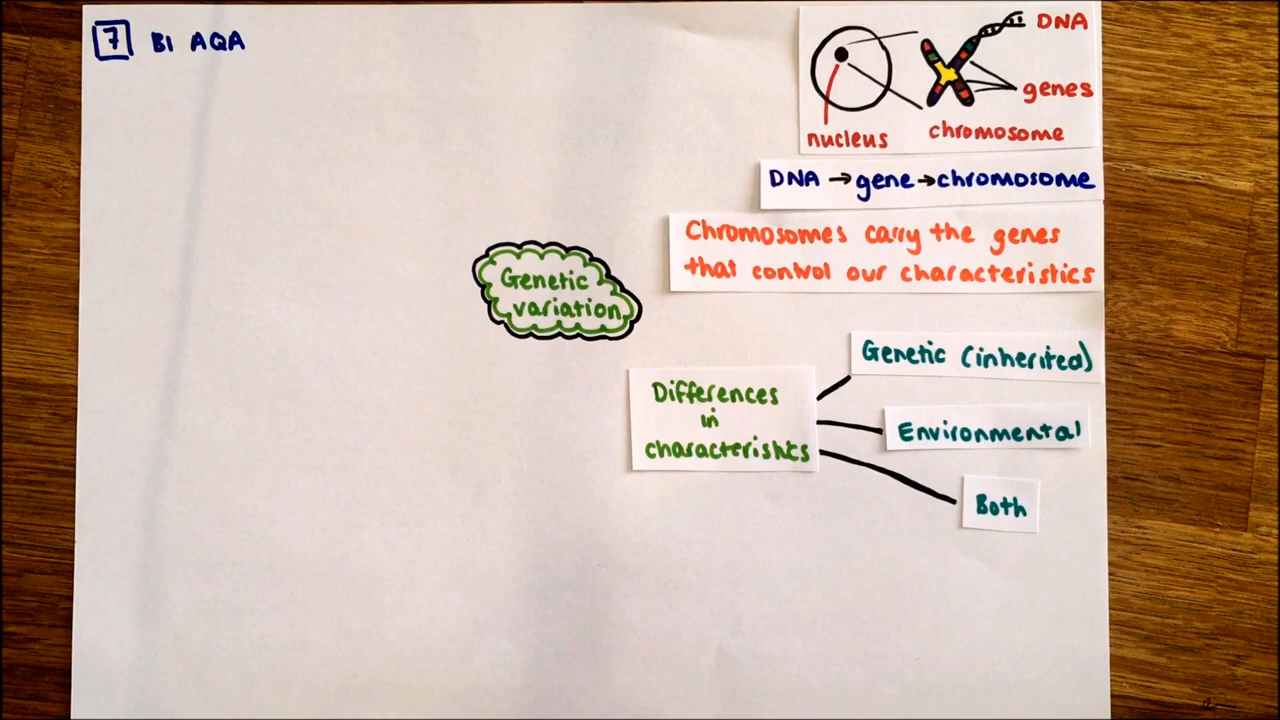 7 B1 AQA
DNA
genes
nucleus
chromosome
DNA → gene → chromosome
Chromosomes carry the genes
that control our characteristics
Genetic
variation
Differences
in
characteristics
Genetic (inherited)
Environmental
Both